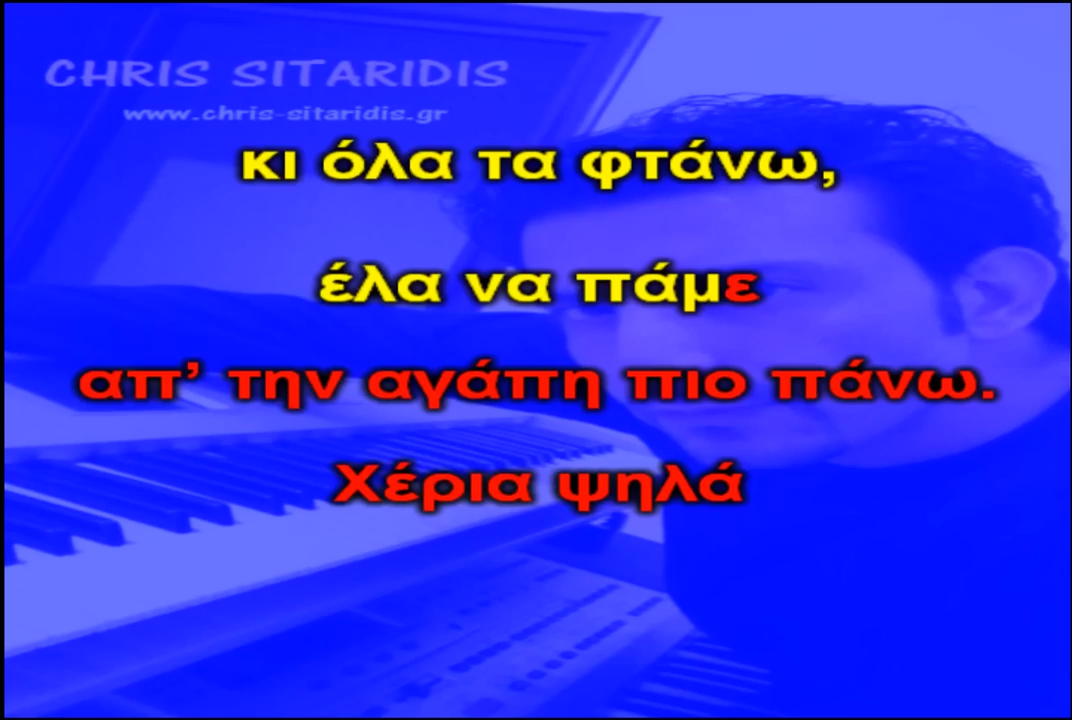 CHRIS SITARIDIS
www.chris-sitaridis.gr
κι όλα τα φτάνω,
έλα να πάμε
απ’ την αγάπη πιο πάνω.
Χέρια ψηλά